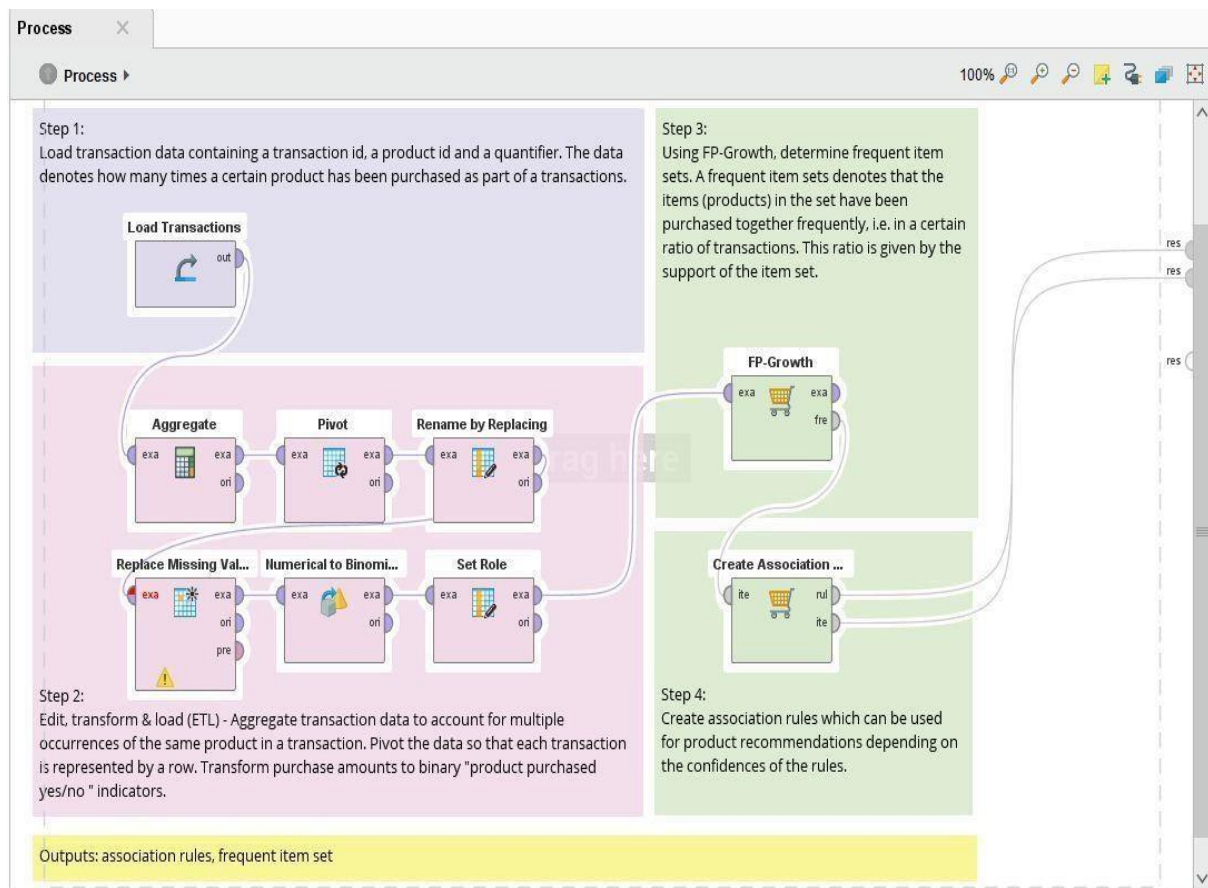 Process
Process
100%
Step 1:
Load transaction data containing a transaction id, a product id and a quantifier. The data
denotes how many times a certain product has been purchased as part of a transactions.
Load Transactions
out
Aggregate
exa exa
ori
Pivot
exa exa
ori
Rename by Replacing
exa exa
ori
Replace Missing Val...
exa exa
ori
pre
Numerical to Binomi...
exa exa
ori
Set Role
exa exa
ori
Step 2:
Edit, transform & load (ETL) - Aggregate transaction data to account for multiple
occurrences of the same product in a transaction. Pivot the data so that each transaction
is represented by a row. Transform purchase amounts to binary "product purchased
yes/no " indicators.
Step 3:
Using FP-Growth, determine frequent item
sets. A frequent item sets denotes that the
items (products) in the set have been
purchased together frequently, i.e. in a certain
ratio of transactions. This ratio is given by the
support of the item set.
FP-Growth
exa exa
fre
rag here
Create Association ...
ite rul
ite
Step 4:
Create association rules which can be used
for product recommendations depending on
the confidences of the rules.
res
res
res
Outputs: association rules, frequent item set